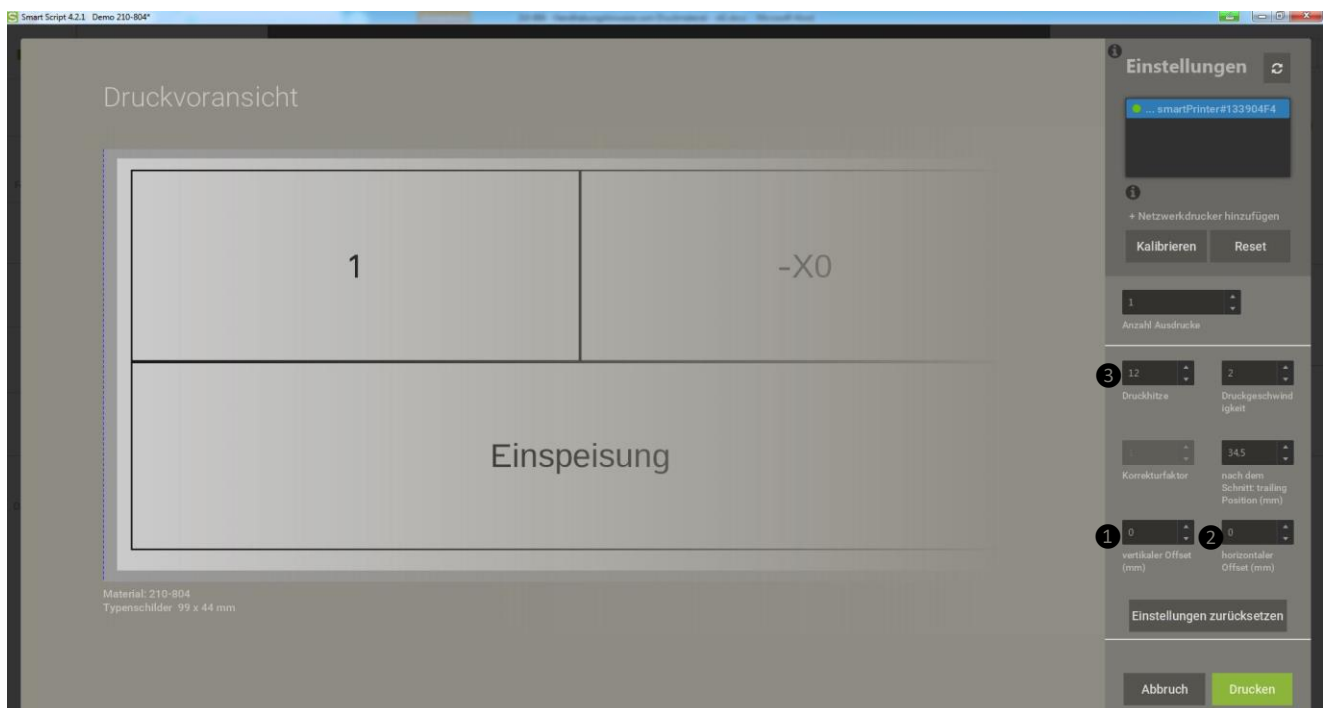 Smart Script 4.2.1 Demo 210-804*
Druckvoransicht
1
-X0
Einspeisung
Material: 210-804
Typenschilder 99 x 44 mm
Einstellungen
... smartPrinter#133904F4
+ Netzwerkdrucker hinzufügen
Kalibrieren Reset
1
Anzahl Ausdrucke
3 12 2
Druckhitze Druckgeschwind
igkeit
34,5
Korrekturfaktor nach dem
Schnitt: trailing
Position (mm)
1 0 2 0
vertikaler Offset horizontaler
(mm) Offset (mm)
Einstellungen zurücksetzen
Abbruch Drucken